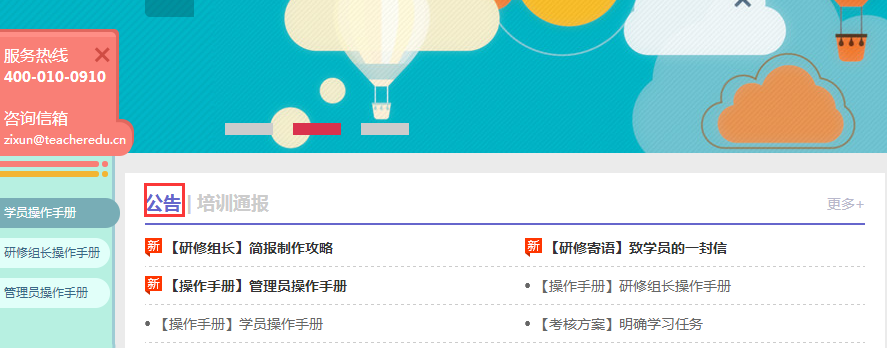 服务热线
400-010-0910
咨询信箱
zixun@teacheredu.cn
学员操作手册
研修组长操作手册
管理员操作手册
公告 | 培训通报
更多+
新 【研修组长】简报制作攻略
新 【研修寄语】致学员的一封信
新 【操作手册】管理员操作手册
• 【操作手册】研修组长操作手册
• 【操作手册】学员操作手册
• 【考核方案】明确学习任务